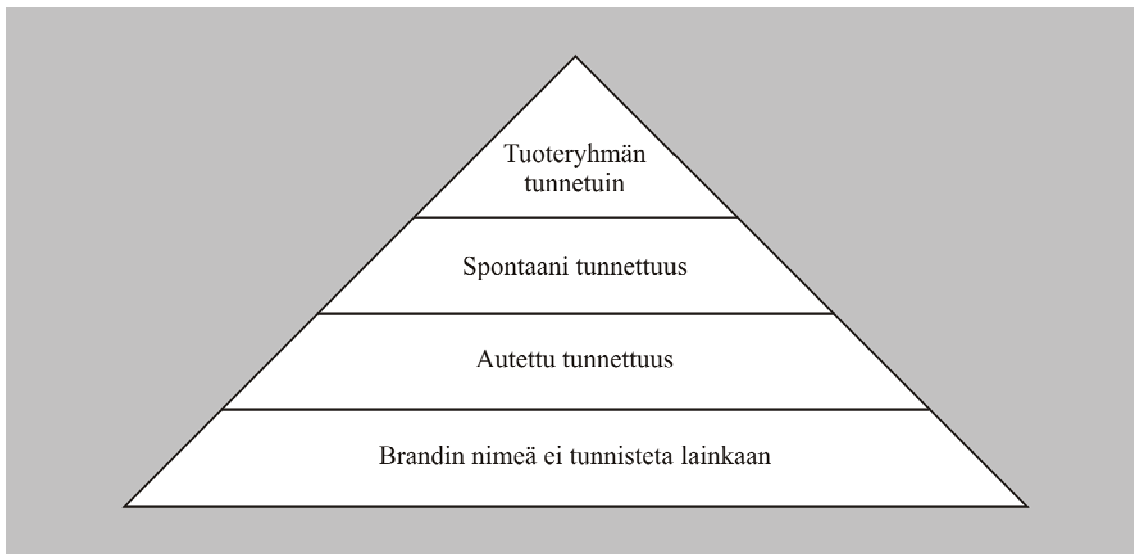 Tuoteryhmän
tunnetuin
Spontaani tunnettuus
Autettu tunnettuus
Brandin nimeä ei tunnisteta lainkaan